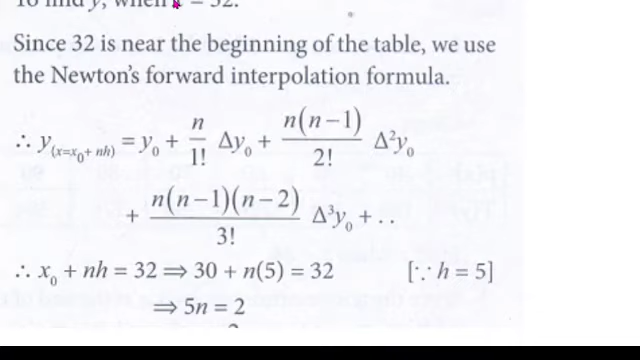 Since 32 is near the beginning of the table, we use
the Newton's forward interpolation formula.
∴ y(x=x₀+ nh) = y₀ + n/1! Δy₀ + n(n−1)/2! Δ²y₀
+ n(n−1)(n−2)/3! Δ³y₀ + . .
∴ x₀ + nh = 32 ⇒ 30 + n(5) = 32 [∵ h = 5]
⇒ 5n = 2